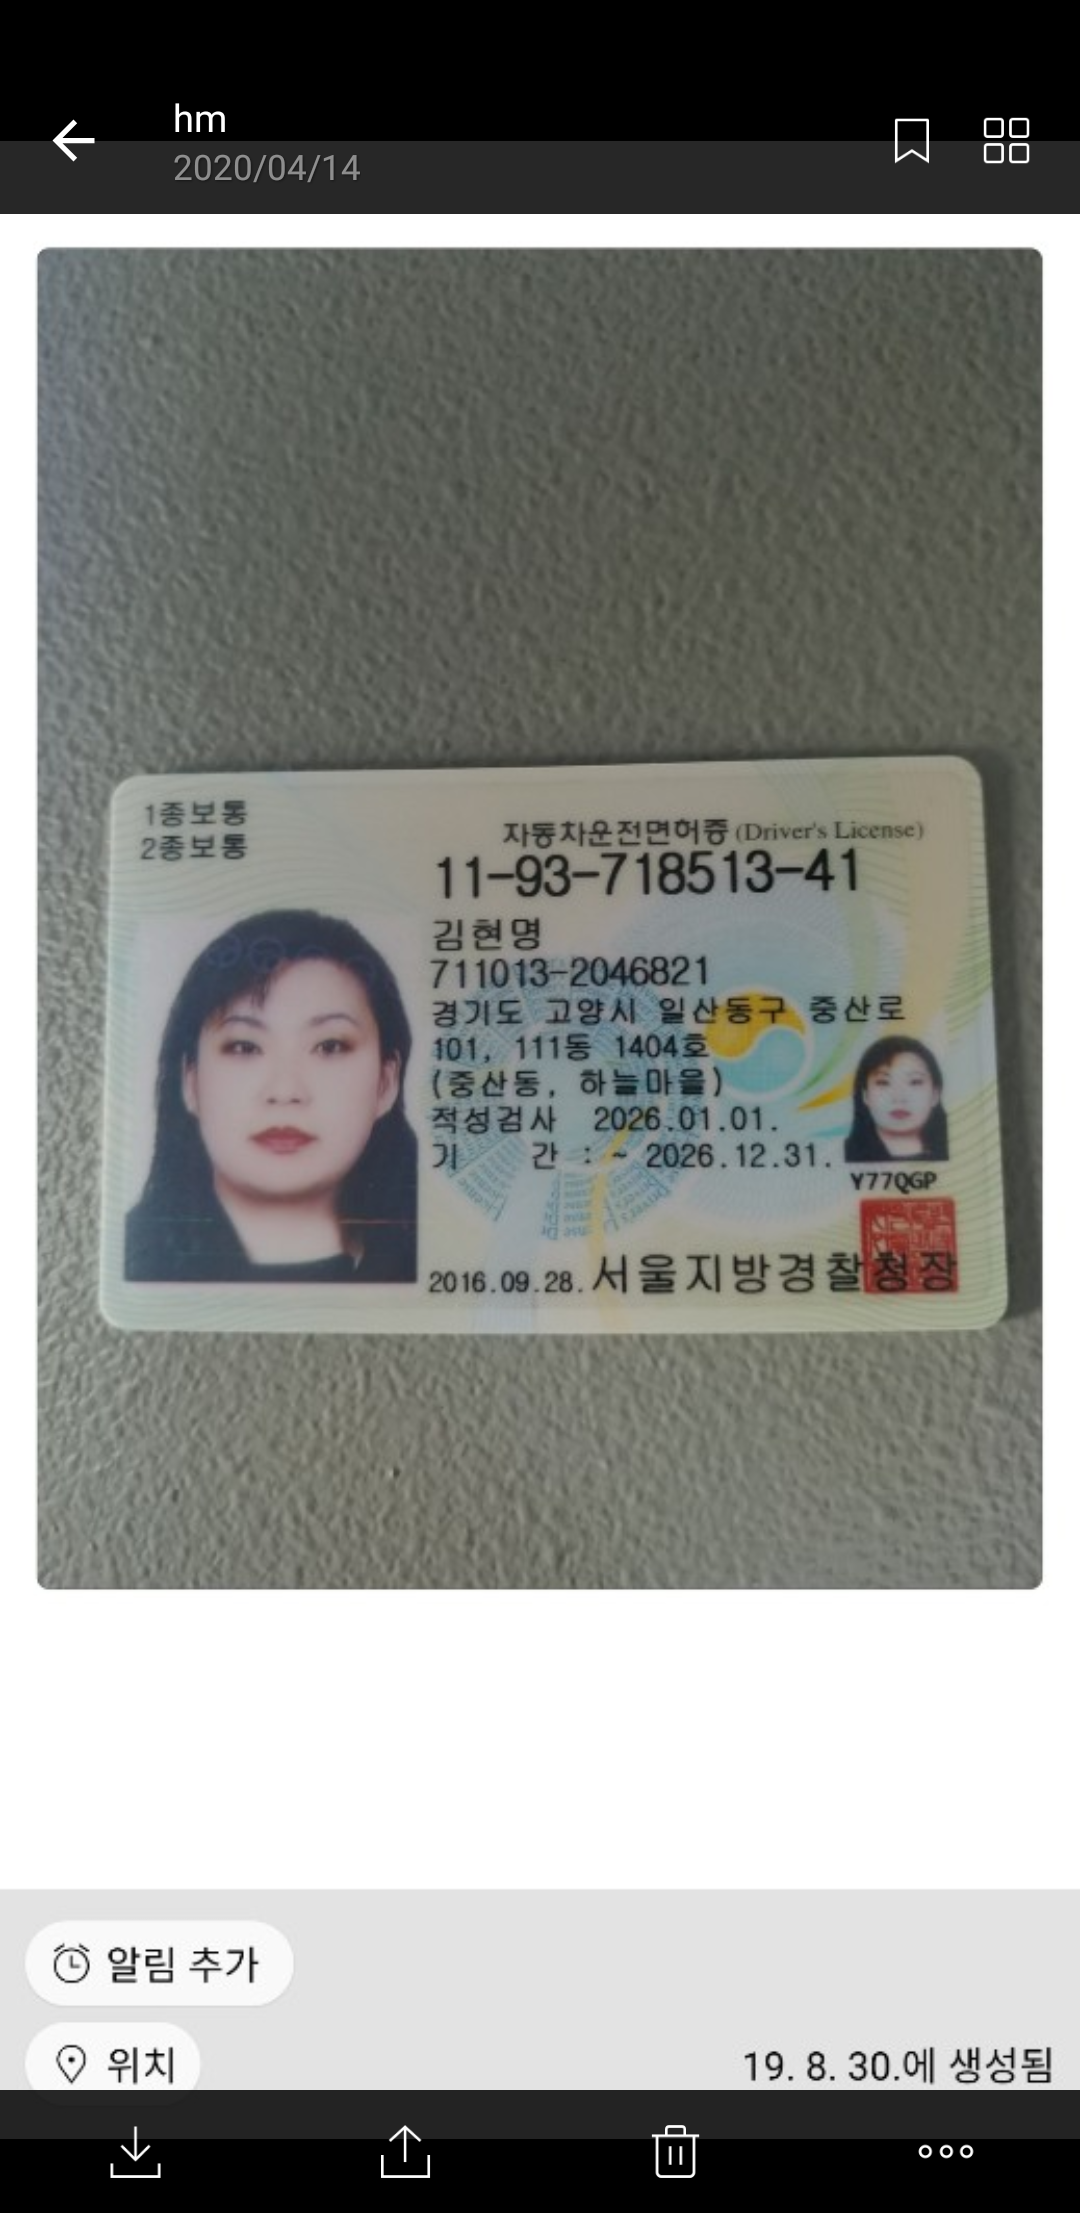 hm
2020/04/14
1종보통
2종보통
자동차운전면허증 (Driver's License)
11-93-718513-41
김현명
711013-2046821
경기도 고양시 일산동구 중산로
101, 111동 1404호
(중산동, 하늘마을)
적성검사 2026.01.01.
기 간 : ~ 2026.12.31.
Y77QGP
2016.09.28. 서울지방경찰청장
알림 추가
위치
19. 8. 30.에 생성됨